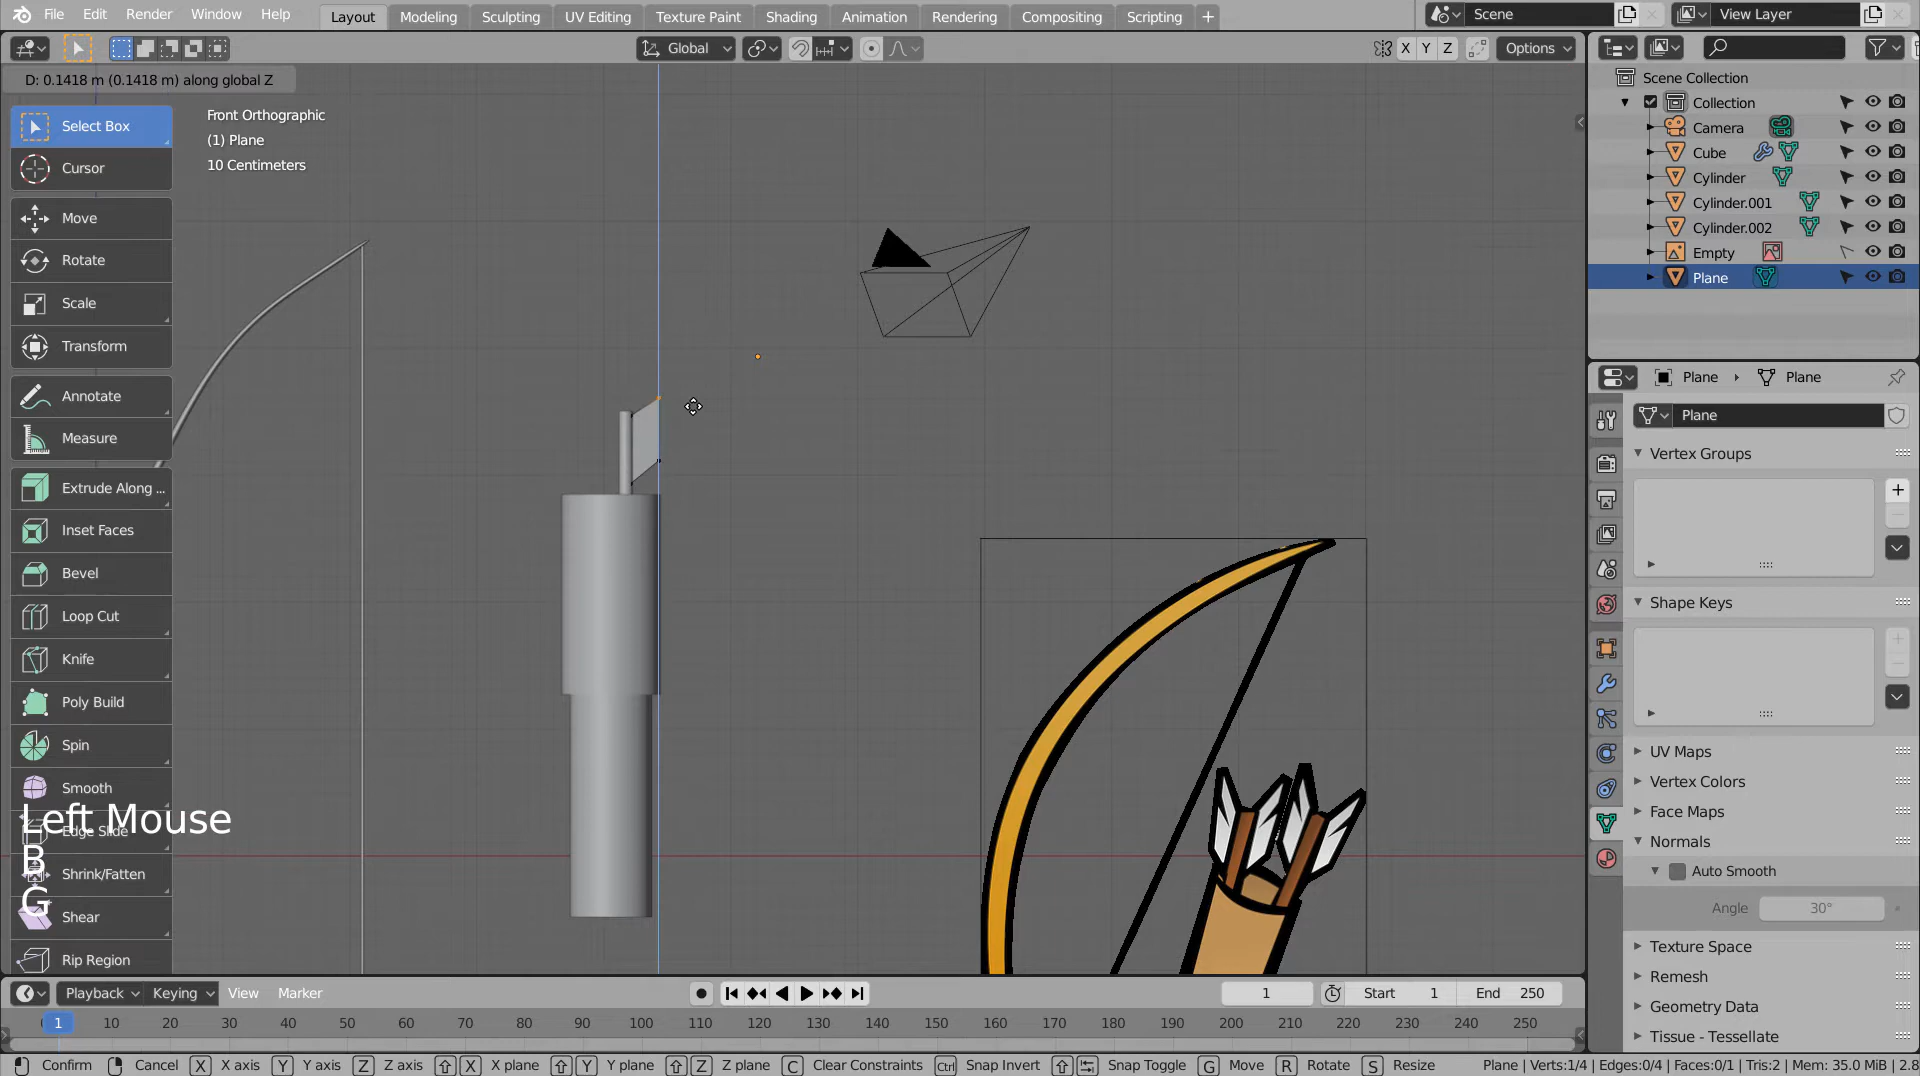 File Edit Render Window Help Layout Modeling Sculpting UV Editing Texture Paint Shading Animation Rendering Compositing Scripting + Scene View Layer
Global X Y Z Options
D: 0.1418 m (0.1418 m) along global Z
Front Orthographic
(1) Plane
10 Centimeters
Select Box
Cursor
Move
Rotate
Scale
Transform
Annotate
Measure
Extrude Along ...
Inset Faces
Bevel
Loop Cut
Knife
Poly Build
Spin
Smooth
Edge Slide
Shrink/Fatten
Shear
Rip Region
Left Mouse
B
G
Scene Collection
Collection
Camera
Cube
Cylinder
Cylinder.001
Cylinder.002
Empty
Plane
Plane Plane
Plane
Vertex Groups
Shape Keys
UV Maps
Vertex Colors
Face Maps
Normals
Auto Smooth
Angle 30°
Texture Space
Remesh
Geometry Data
Tissue - Tessellate
Playback Keying View Marker 1 Start 1 End 250
1 10 20 30 40 50 60 70 80 90 100 110 120 130 140 150 160 170 180 190 200 210 220 230 240 250
Confirm Cancel X X axis Y Y axis Z Z axis X X plane Y Y plane Z Z plane C Clear Constraints Ctrl Snap Invert Snap Toggle G Move R Rotate S Resize Plane | Verts:1/4 | Edges:0/4 | Faces:0/1 | Tris:2 | Mem: 35.0 MiB | 2.8